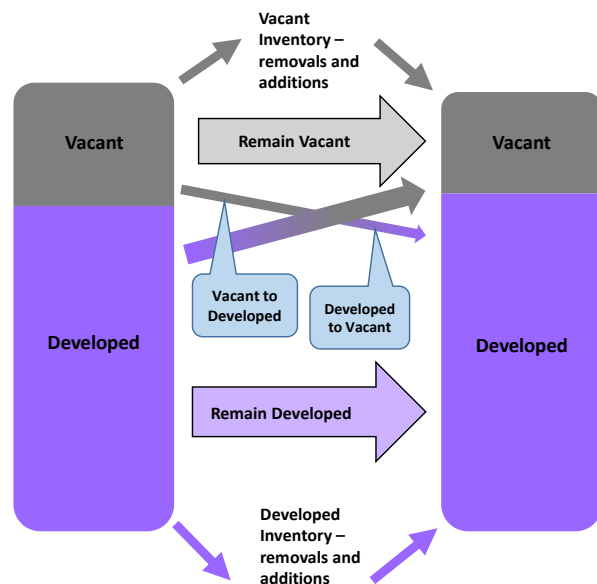 Vacant
Inventory –
removals and
additions
Vacant
Remain Vacant
Vacant
Vacant to
Developed
Developed
to Vacant
Developed
Developed
Remain Developed
Developed
Inventory –
removals and
additions